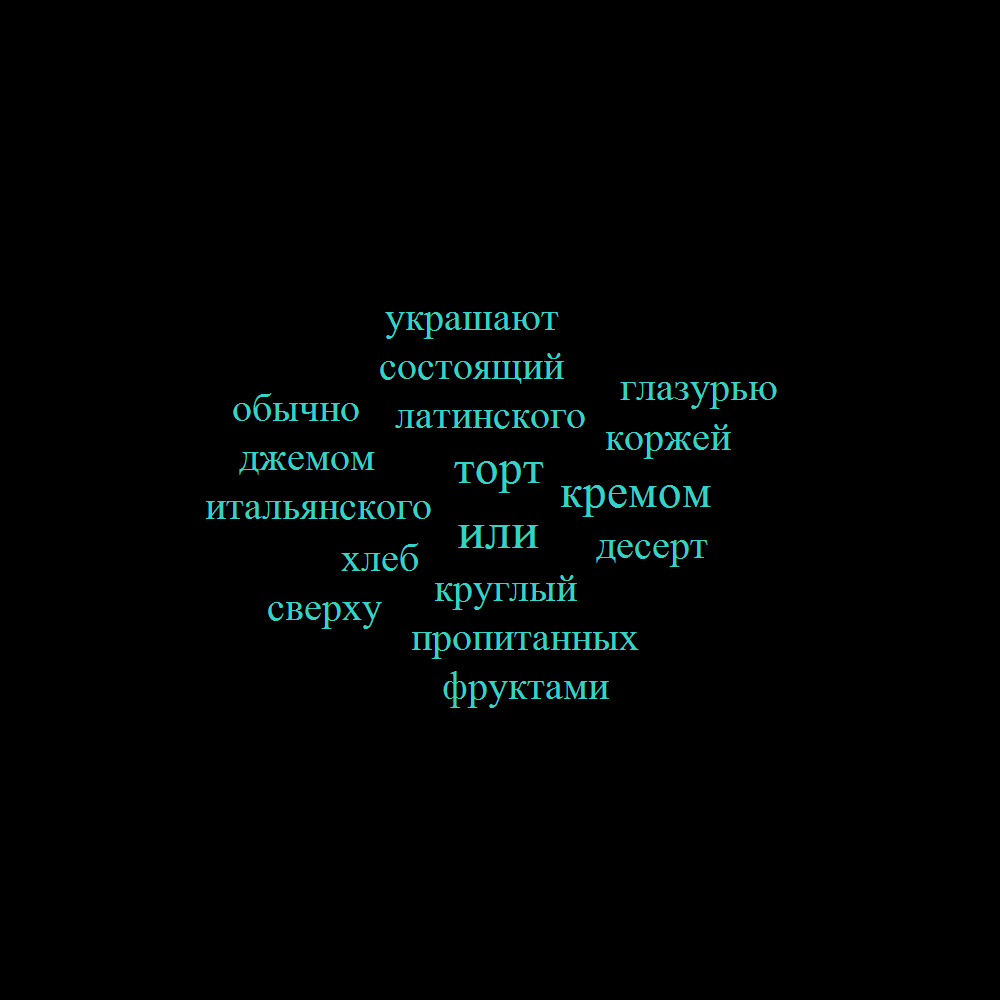 украшают
состоящий
глазурью
обычно
латинского
коржей
джемом
торт
кремом
итальянского
или
десерт
хлеб
круглый
сверху
пропитанных
фруктами